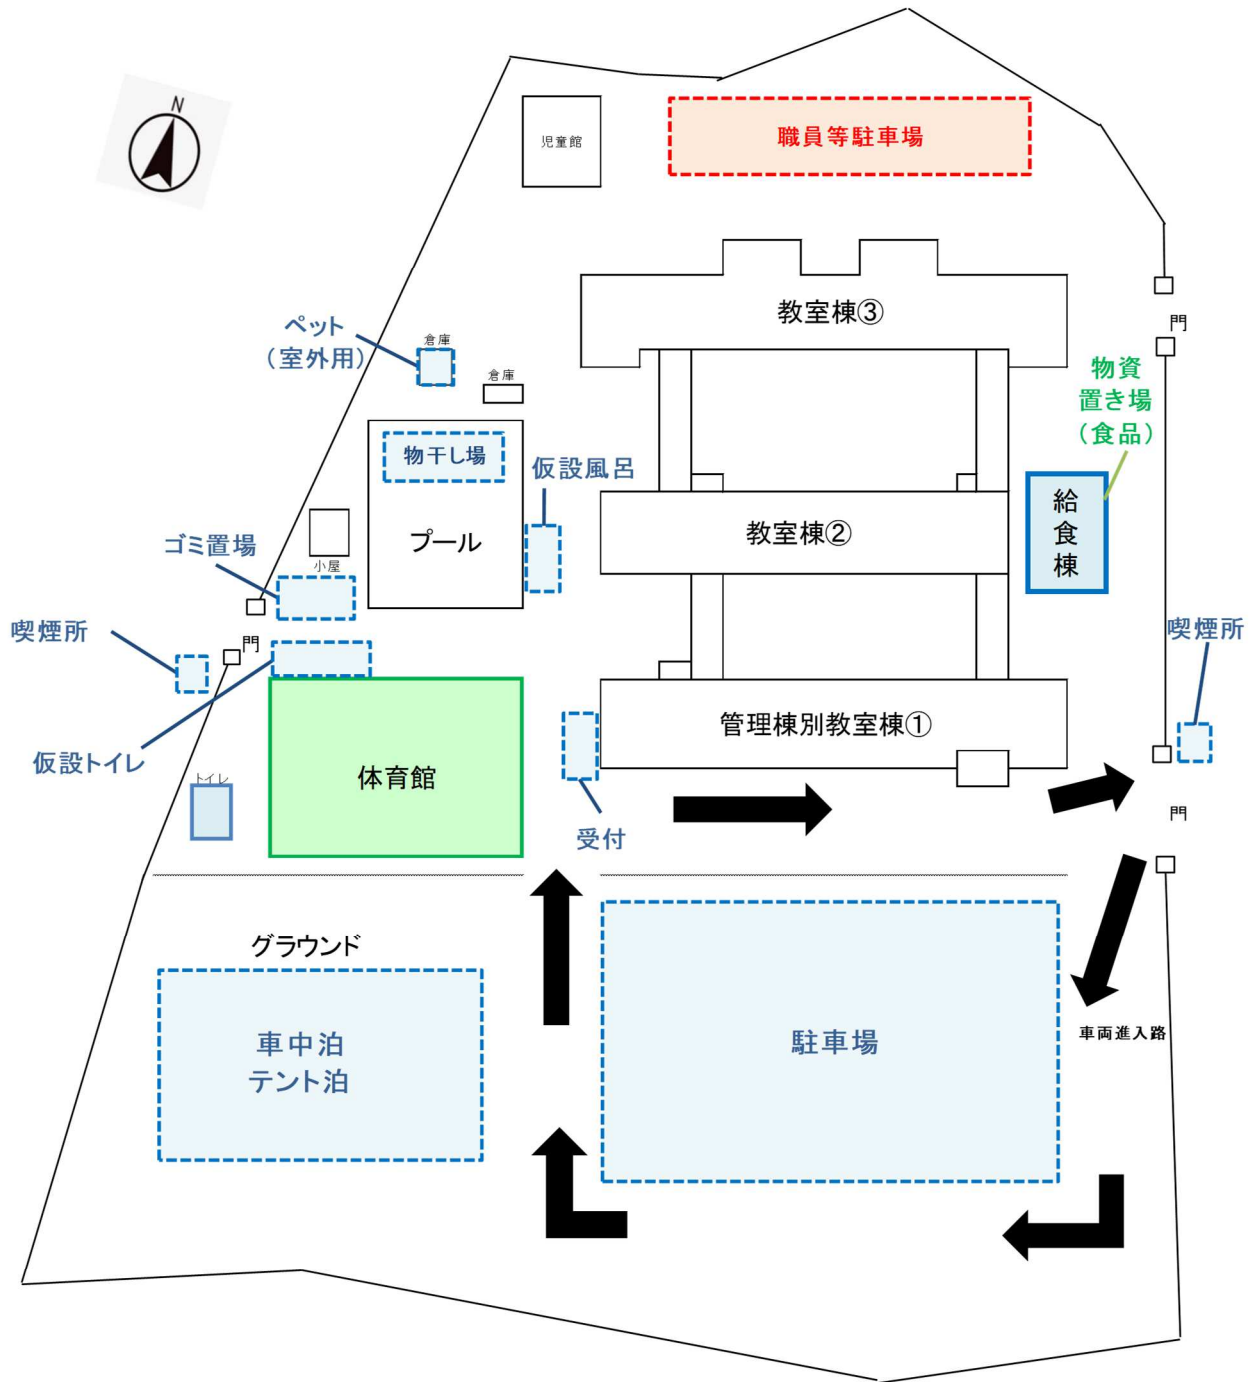 N
児童館
職員等駐車場
教室棟③
門
ペット
（室外用）
倉庫
倉庫
物資
置き場
（食品）
物干し場
仮設風呂
プール
教室棟②
給
食
棟
ゴミ置場
小屋
喫煙所
門
喫煙所
仮設トイレ
トイレ
体育館
管理棟別教室棟①
受付
門
グラウンド
車中泊
テント泊
駐車場
車両進入路